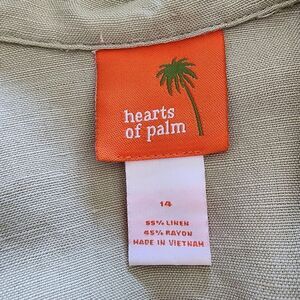 hearts
of palm
14
55% LINEN
45% RAYON
MADE IN VIETNAM